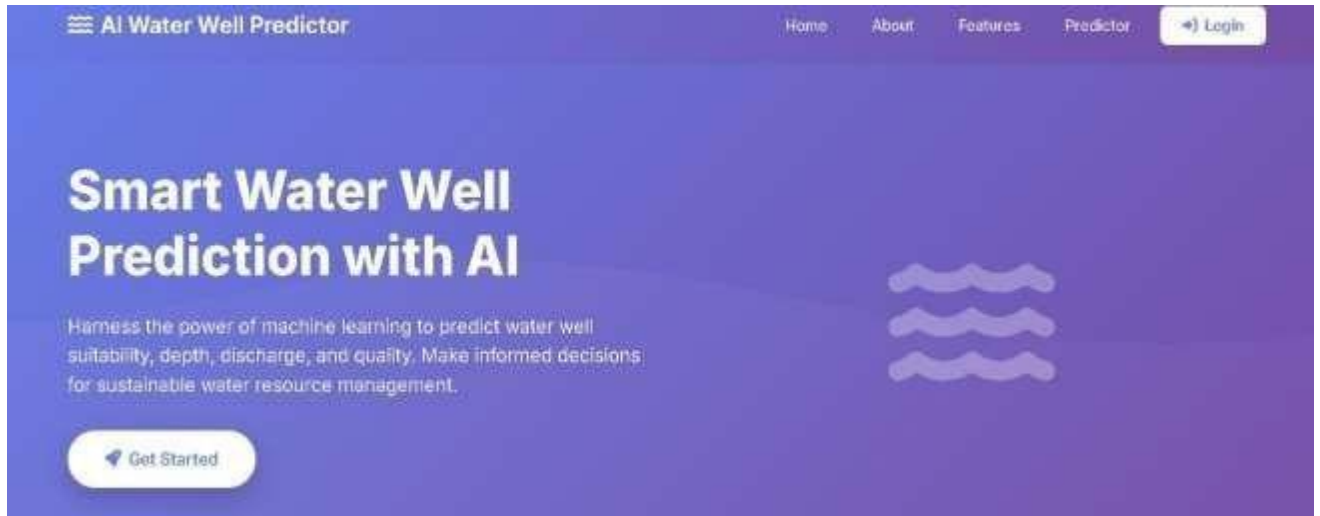 AI Water Well Predictor
Home About Features Predictor Login
Smart Water Well
Prediction with AI
Harness the power of machine learning to predict water well
suitability, depth, discharge, and quality. Make informed decisions
for sustainable water resource management.
Get Started